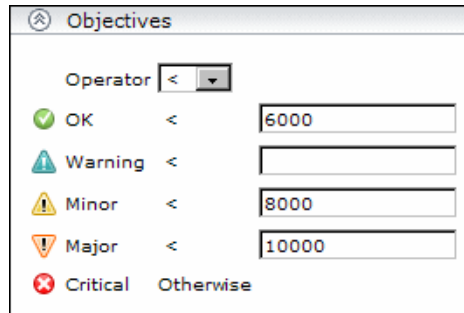 Objectives
Operator <
OK < 6000
Warning <
Minor < 8000
Major < 10000
Critical Otherwise